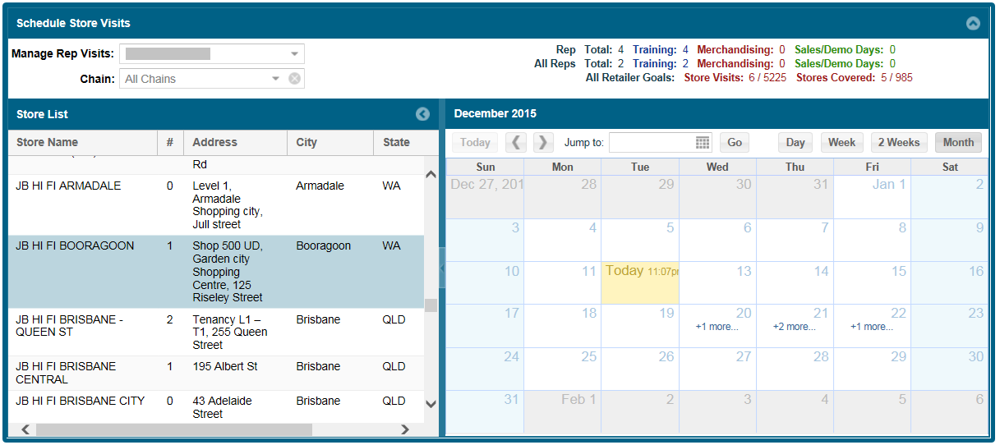 Schedule Store Visits
Manage Rep Visits:
Chain: All Chains
Rep Total: 4 Training: 4 Merchandising: 0 Sales/Demo Days: 0
All Reps Total: 2 Training: 2 Merchandising: 0 Sales/Demo Days: 0
All Retailer Goals: Store Visits: 6 / 5225 Stores Covered: 5 / 985
Store List
Store Name # Address City State
Rd
JB HI FI ARMADALE 0 Level 1, Armadale WA
Armadale
Shopping city,
Jull street
JB HI FI BOORAGOON 1 Shop 500 UD, Booragoon WA
Garden city
Shopping
Centre, 125
Riseley Street
JB HI FI BRISBANE - 2 Tenancy L1 – Brisbane QLD
QUEEN ST T1, 255 Queen
Street
JB HI FI BRISBANE 1 195 Albert St Brisbane QLD
CENTRAL
JB HI FI BRISBANE CITY 0 43 Adelaide Brisbane QLD
Street
December 2015
Today Jump to: Go Day Week 2 Weeks Month
Sun Mon Tue Wed Thu Fri Sat
Dec 27, 201 28 29 30 31 Jan 1 2
3 4 5 6 7 8 9
10 11 Today 11:07pm 13 14 15 16
17 18 19 20 21 22 23
+1 more... +2 more... +1 more...
24 25 26 27 28 29 30
31 Feb 1 2 3 4 5 6